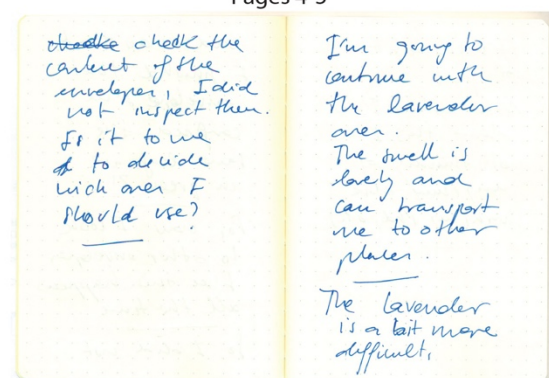 Pages 4-5
checke check the
content of the
envelopes, I did
not inspect them.
Is it to me
to decide
wich ones I
should use?
I'm going to
continue with
the lavender
ones.
The smell is
lovely and
can transport
me to other
places.
The lavender
is a bit more
difficult,